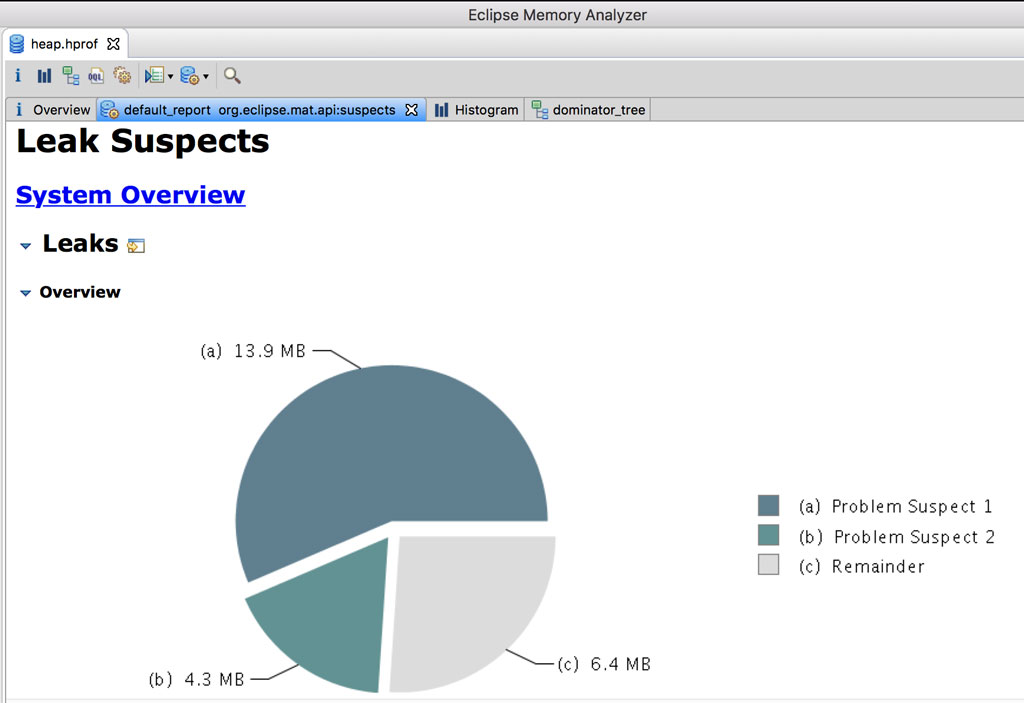 Eclipse Memory Analyzer
heap.hprof
i OQL
i Overview default_report org.eclipse.mat.api:suspects Histogram dominator_tree
Leak Suspects
System Overview
Leaks
Overview
(a) 13.9 MB
(a) Problem Suspect 1
(b) Problem Suspect 2
(c) Remainder
(c) 6.4 MB
(b) 4.3 MB